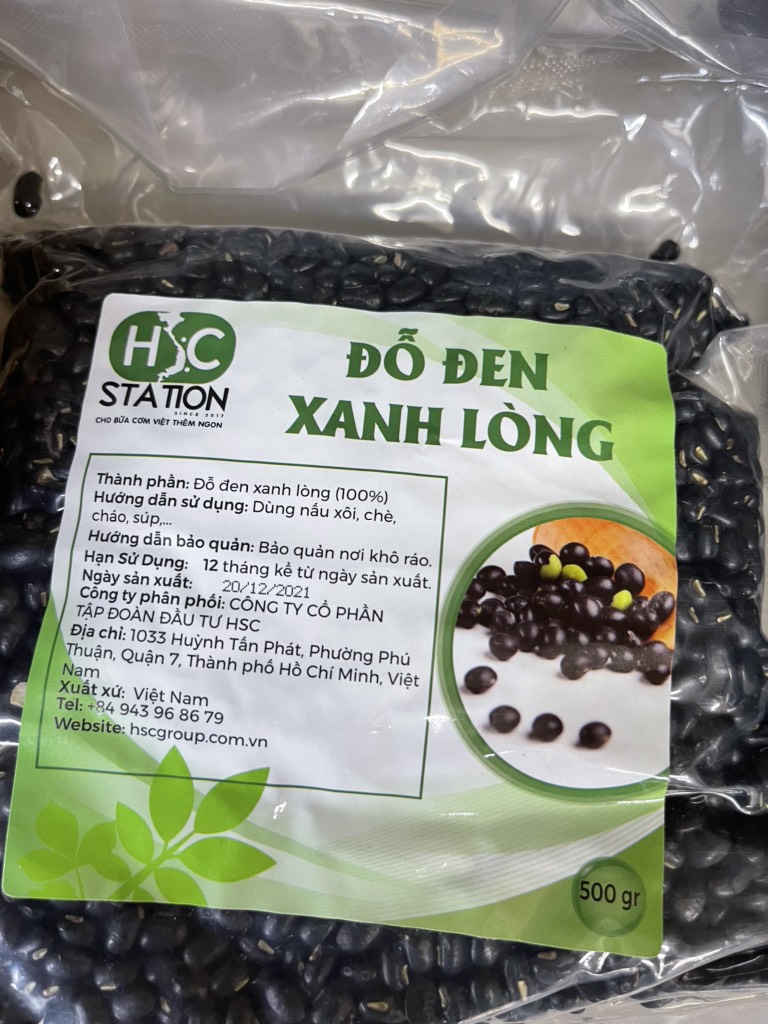 HSC
STATION
SINCE 2017
CHO BỮA CƠM VIỆT THÊM NGON
ĐỖ ĐEN
XANH LÒNG
Thành phần: Đỗ đen xanh lòng (100%)
Hướng dẫn sử dụng: Dùng nấu xôi, chè,
cháo, súp,...
Hướng dẫn bảo quản: Bảo quản nơi khô ráo.
Hạn Sử Dụng: 12 tháng kể từ ngày sản xuất.
Ngày sản xuất: 20/12/2021
Công ty phân phối: CÔNG TY CỔ PHẦN
TẬP ĐOÀN ĐẦU TƯ HSC
Địa chỉ: 1033 Huỳnh Tấn Phát, Phường Phú
Thuận, Quận 7, Thành phố Hồ Chí Minh, Việt
Nam
Xuất xứ: Việt Nam
Tel: +84 943 96 86 79
Website: hscgroup.com.vn
500 gr